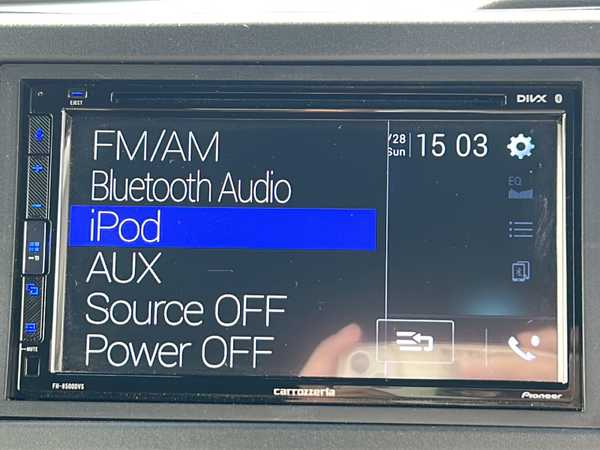 EJECT
DivX
FM/AM
/28
Sun
15 03
Bluetooth Audio
EQ
iPod
AUX
Source OFF
Power OFF
MUTE
FH-8500DVS
carrozzeria
Pioneer